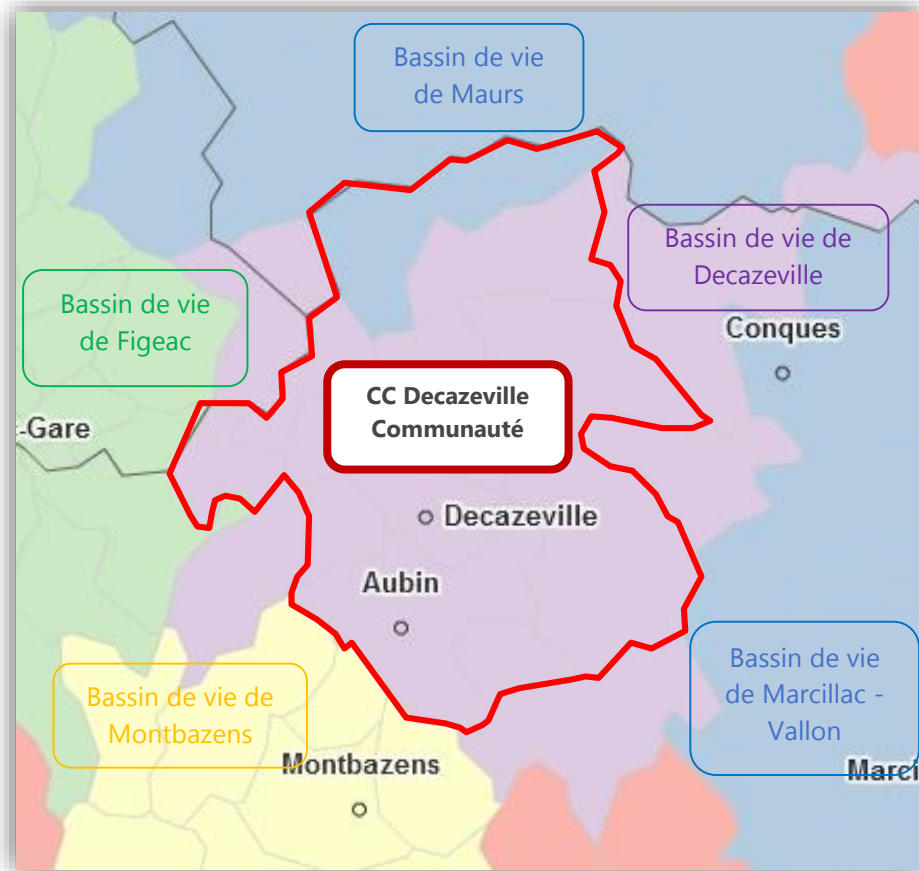 Bassin de vie
de Maurs
Bassin de vie de
Decazeville
Bassin de vie
de Figeac
Conques
CC Decazeville
Communauté
-Gare
Decazeville
Aubin
Bassin de vie
de Marcillac -
Vallon
Bassin de vie de
Montbazens
Montbazens
Marci